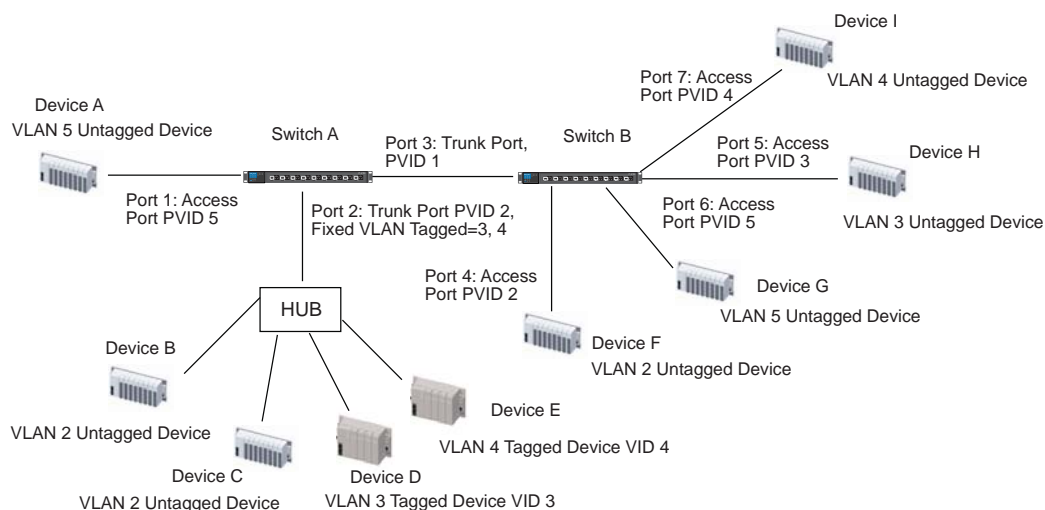 Device I
Port 7: Access
Port PVID 4
VLAN 4 Untagged Device
Device A
VLAN 5 Untagged Device
Switch A
Port 3: Trunk Port,
PVID 1
Switch B
Port 5: Access
Port PVID 3
Device H
Port 1: Access
Port PVID 5
Port 2: Trunk Port PVID 2,
Fixed VLAN Tagged=3, 4
Port 6: Access
Port PVID 5
VLAN 3 Untagged Device
Port 4: Access
Port PVID 2
Device G
VLAN 5 Untagged Device
HUB
Device F
VLAN 2 Untagged Device
Device B
VLAN 2 Untagged Device
Device E
VLAN 4 Tagged Device VID 4
Device C
VLAN 2 Untagged Device
Device D
VLAN 3 Tagged Device VID 3